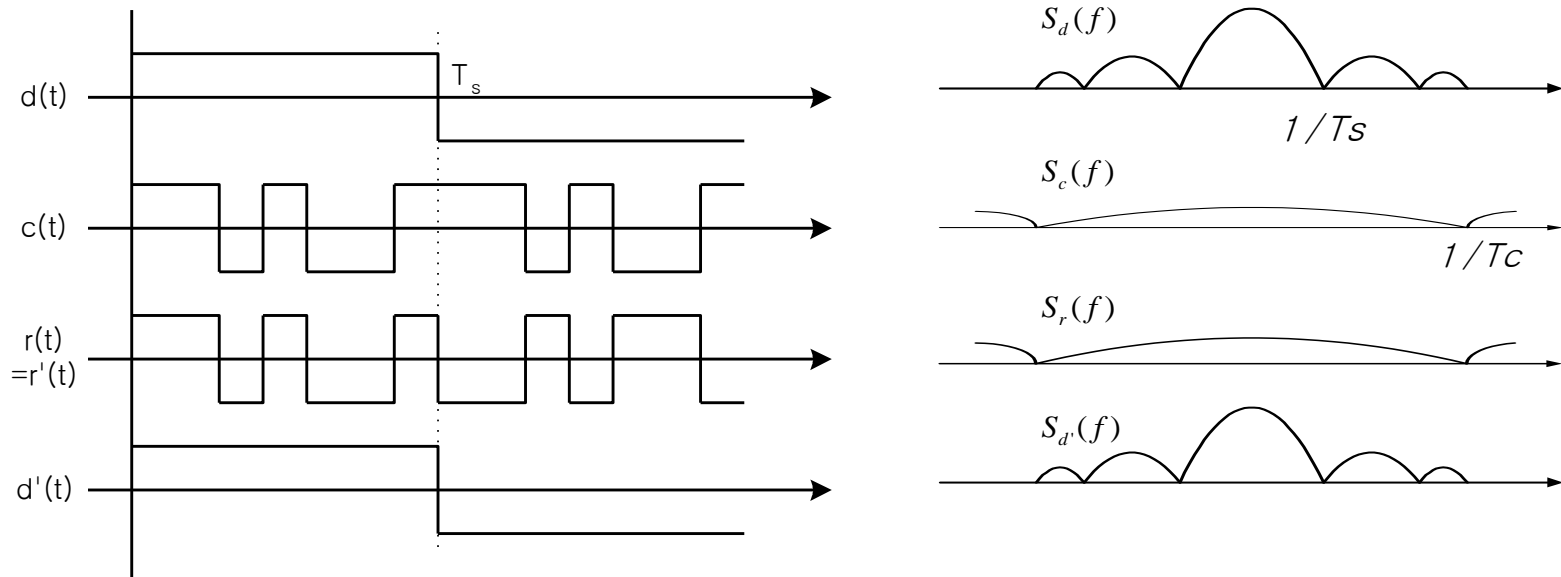 d(t)
T_s
c(t)
r(t)
=r'(t)
d'(t)
S_d(f)
1/Ts
S_c(f)
1/Tc
S_r(f)
S_d'(f)